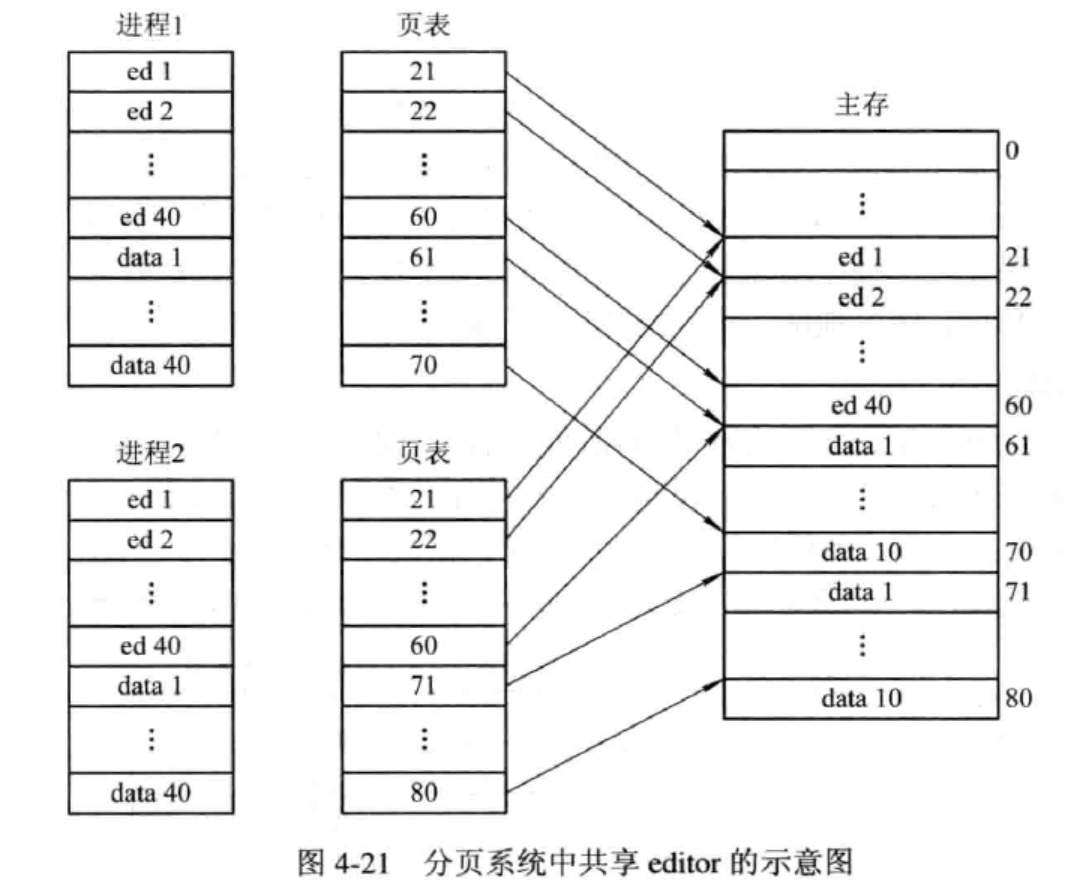 进程1
ed 1
ed 2
⋮
ed 40
data 1
⋮
data 40
页表
21
22
⋮
60
61
⋮
70
进程2
ed 1
ed 2
⋮
ed 40
data 1
⋮
data 40
页表
21
22
⋮
60
71
⋮
80
主存
0
⋮
ed 1 21
ed 2 22
⋮
ed 40 60
data 1 61
⋮
data 10 70
data 1 71
⋮
data 10 80
图 4-21 分页系统中共享 editor 的示意图